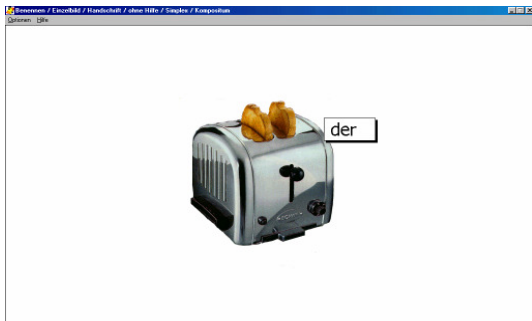 Benennen / Einzelbild / Handschrift / ohne Hilfe / Simplex / Kompositum
Optionen Hilfe
der